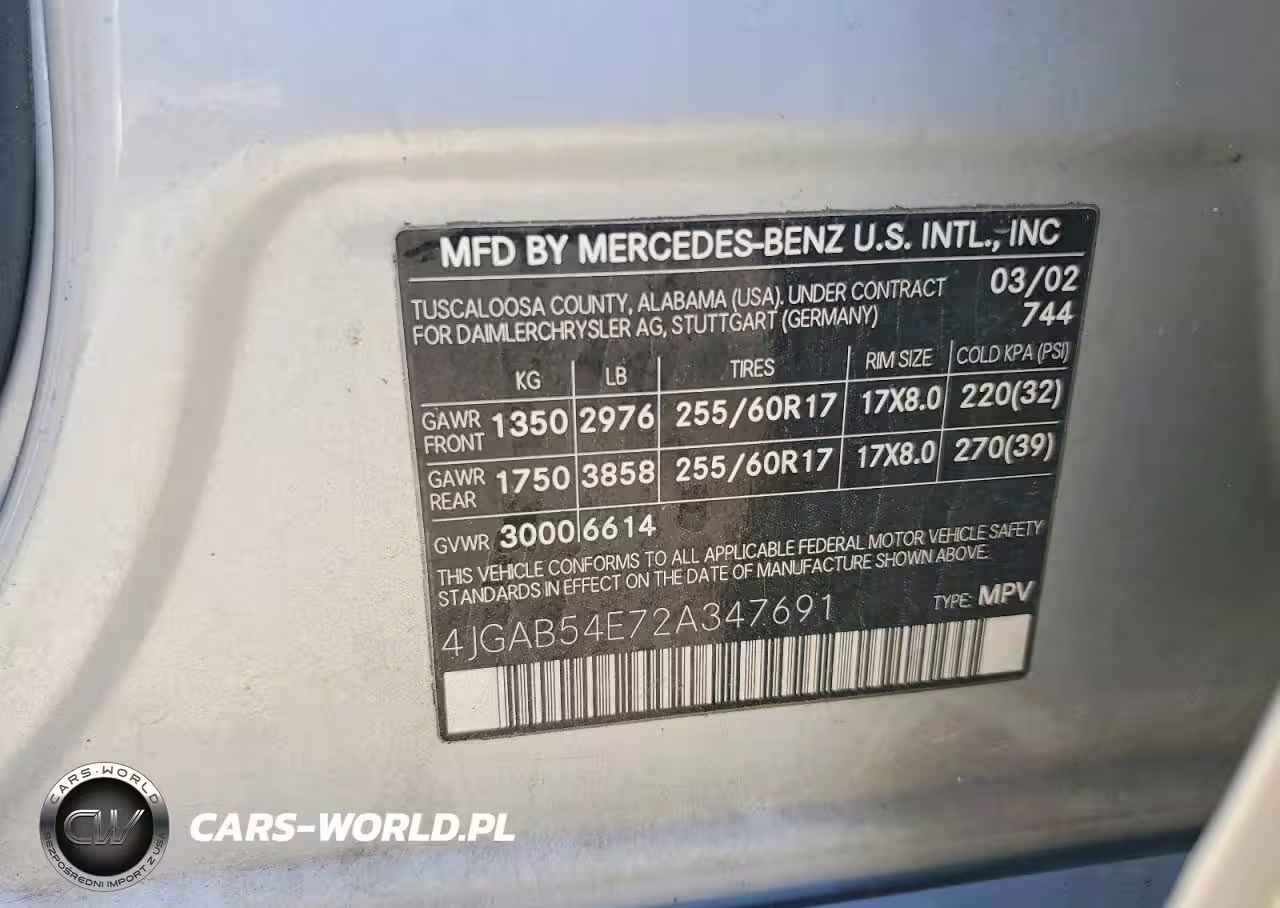 MFD BY MERCEDES-BENZ U.S. INTL., INC
TUSCALOOSA COUNTY, ALABAMA (USA). UNDER CONTRACT 03/02
FOR DAIMLERCHRYSLER AG, STUTTGART (GERMANY) 744
KG LB TIRES RIM SIZE COLD KPA (PSI)
GAWR FRONT 1350 2976 255/60R17 17X8.0 220(32)
GAWR REAR 1750 3858 255/60R17 17X8.0 270(39)
GVWR 3000 6614
THIS VEHICLE CONFORMS TO ALL APPLICABLE FEDERAL MOTOR VEHICLE SAFETY
STANDARDS IN EFFECT ON THE DATE OF MANUFACTURE SHOWN ABOVE.
4JGAB54E72A347691 TYPE: MPV
CARS-WORLD
CW
BEZPOŚREDNI IMPORT Z USA
CARS-WORLD.PL